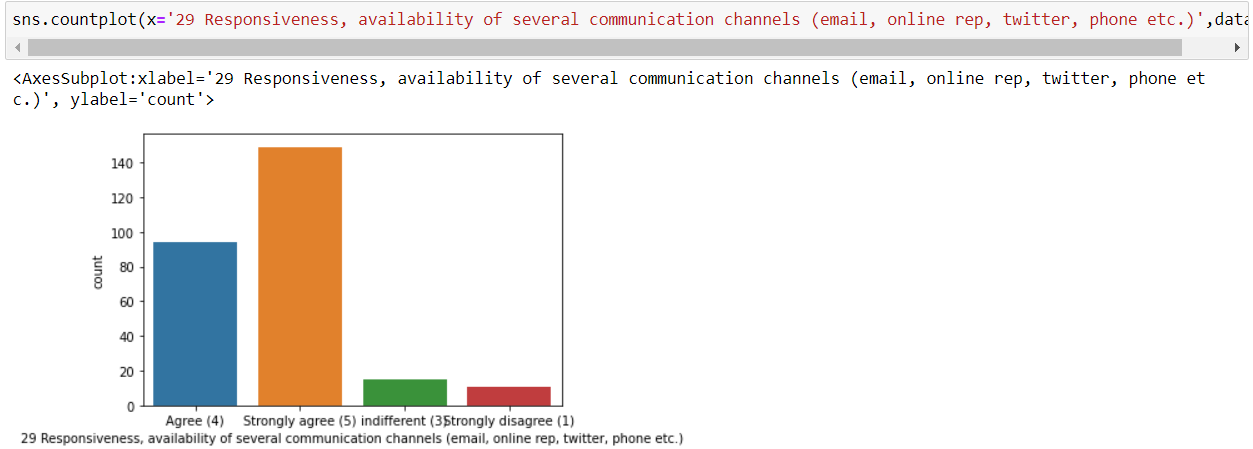 sns.countplot(x='29 Responsiveness, availability of several communication channels (email, online rep, twitter, phone etc.)',data
<AxesSubplot:xlabel='29 Responsiveness, availability of several communication channels (email, online rep, twitter, phone et
c.)', ylabel='count'>
140
120
100
80
60
40
20
0
count
Agree (4) Strongly agree (5) indifferent (3) Strongly disagree (1)
29 Responsiveness, availability of several communication channels (email, online rep, twitter, phone etc.)